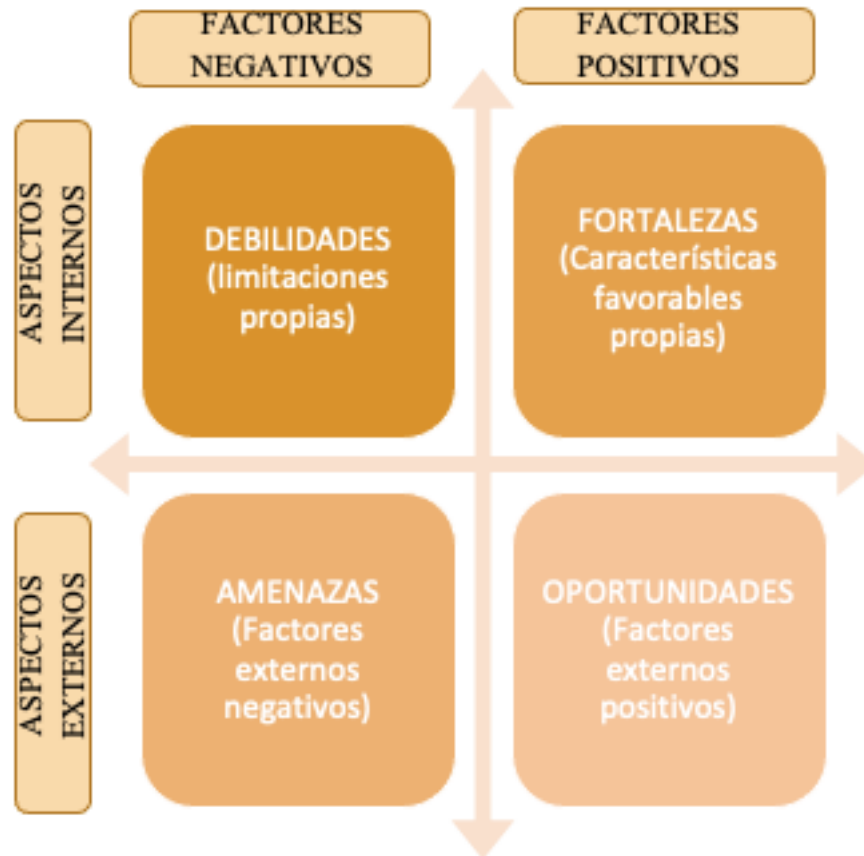 FACTORES
NEGATIVOS
FACTORES
POSITIVOS
ASPECTOS
INTERNOS
DEBILIDADES
(limitaciones
propias)
FORTALEZAS
(Características
favorables
propias)
ASPECTOS
EXTERNOS
AMENAZAS
(Factores
externos
negativos)
OPORTUNIDADES
(Factores
externos
positivos)